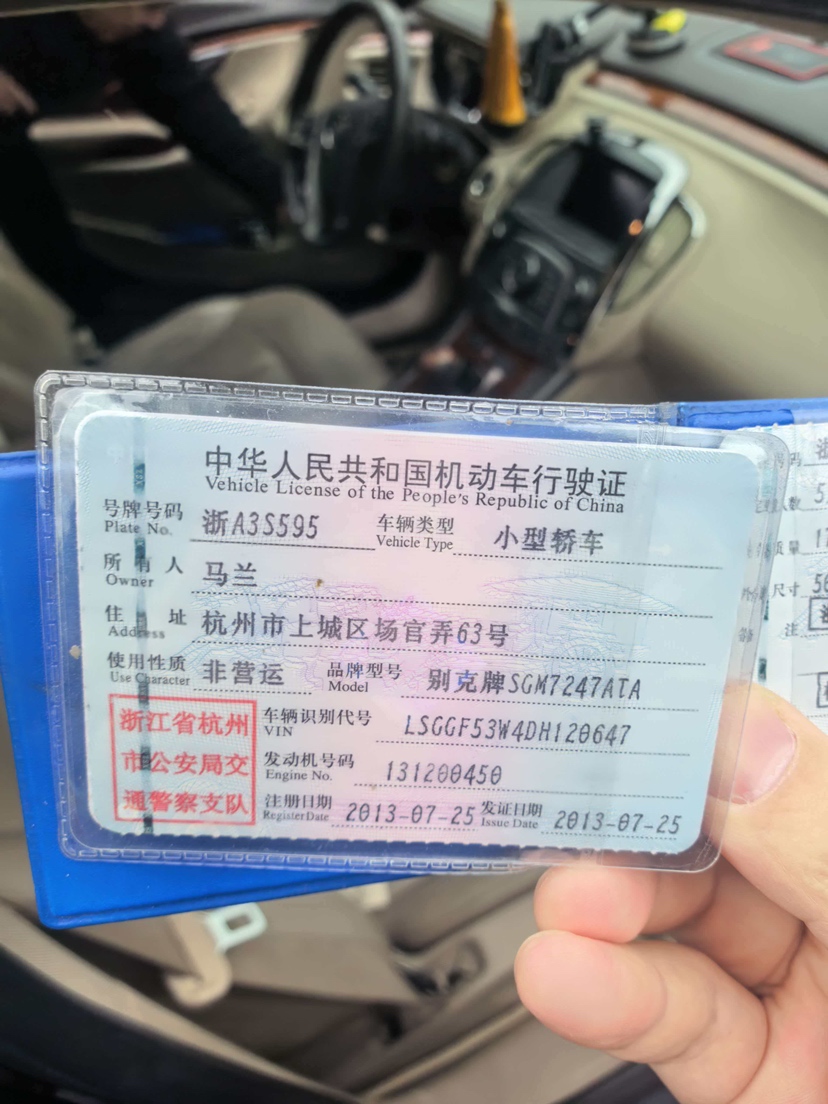 中华人民共和国机动车行驶证
Vehicle License of the People's Republic of China
号牌号码 浙A3S595 车辆类型 小型轿车
Plate No. Vehicle Type
所有人 马兰
Owner
住址 杭州市上城区场官弄63号
Address
使用性质 非营运 品牌型号 别克牌SGM7247ATA
Use Character Model
浙江省杭州
市公安局交
通警察支队
车辆识别代号 LSGGF53W4DH120647
VIN
发动机号码 131200450
Engine No.
注册日期 2013-07-25 发证日期 2013-07-25
Register Date Issue Date
人数
质量
尺寸
注